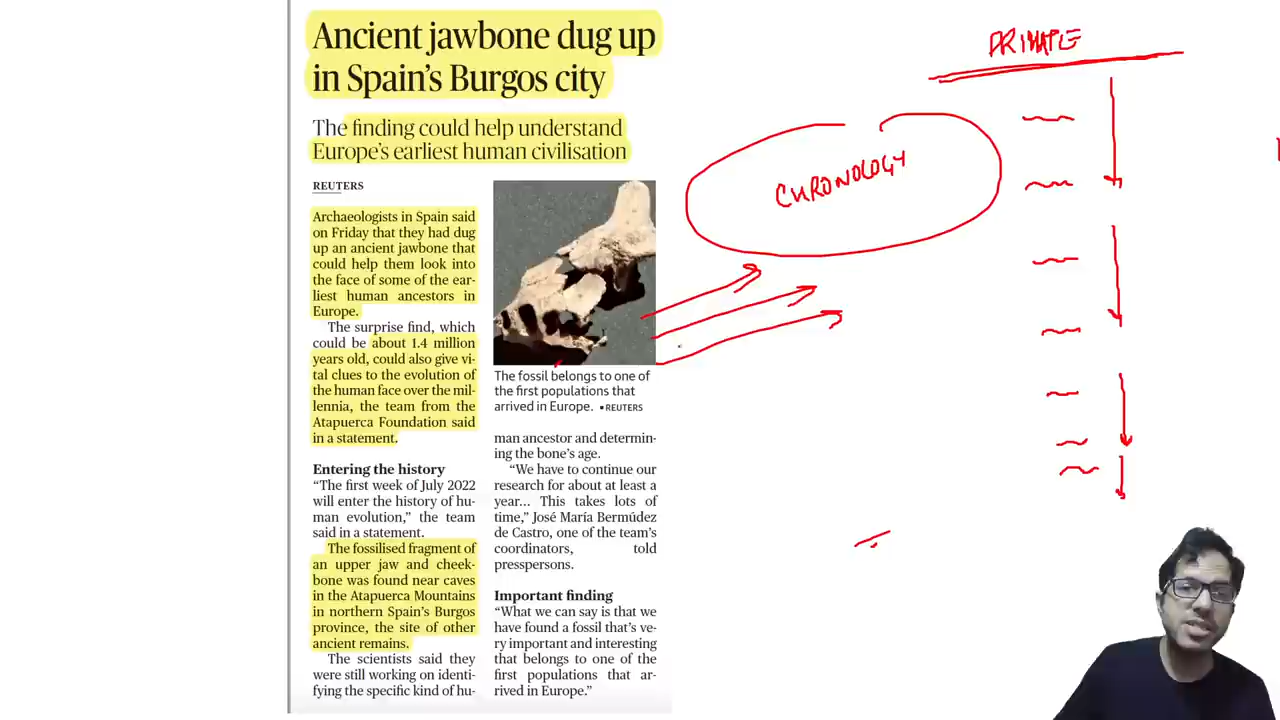 Ancient jawbone dug up
in Spain's Burgos city
The finding could help understand
Europe's earliest human civilisation
REUTERS
Archaeologists in Spain said
on Friday that they had dug
up an ancient jawbone that
could help them look into
the face of some of the ear-
liest human ancestors in
Europe.
The surprise find, which
could be about 1.4 million
years old, could also give vi-
tal clues to the evolution of
the human face over the mil-
lennia, the team from the
Atapuerca Foundation said
in a statement.
Entering the history
“The first week of July 2022
will enter the history of hu-
man evolution,” the team
said in a statement.
The fossilised fragment of
an upper jaw and cheek-
bone was found near caves
in the Atapuerca Mountains
in northern Spain's Burgos
province, the site of other
ancient remains.
The scientists said they
were still working on identi-
fying the specific kind of hu-
The fossil belongs to one of
the first populations that
arrived in Europe. •REUTERS
man ancestor and determin-
ing the bone's age.
“We have to continue our
research for about at least a
year... This takes lots of
time,” José María Bermúdez
de Castro, one of the team's
coordinators, told
presspersons.
Important finding
“What we can say is that we
have found a fossil that's ve-
ry important and interesting
that belongs to one of the
first populations that ar-
rived in Europe.”
CHRONOLOGY
PRIMATE